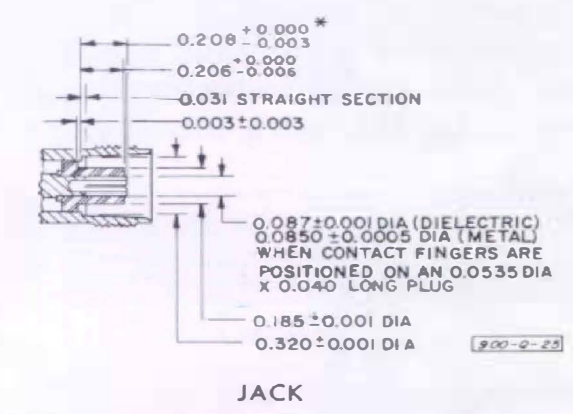 0.208 +0.000 * -0.003
0.206 +0.000 -0.006
0.031 STRAIGHT SECTION
0.003±0.003
0.087±0.001 DIA (DIELECTRIC)
0.0850 ±0.0005 DIA (METAL)
WHEN CONTACT FINGERS ARE
POSITIONED ON AN 0.0535 DIA
X 0.040 LONG PLUG
0.185±0.001 DIA
0.320±0.001 DIA
900-Q-25
JACK